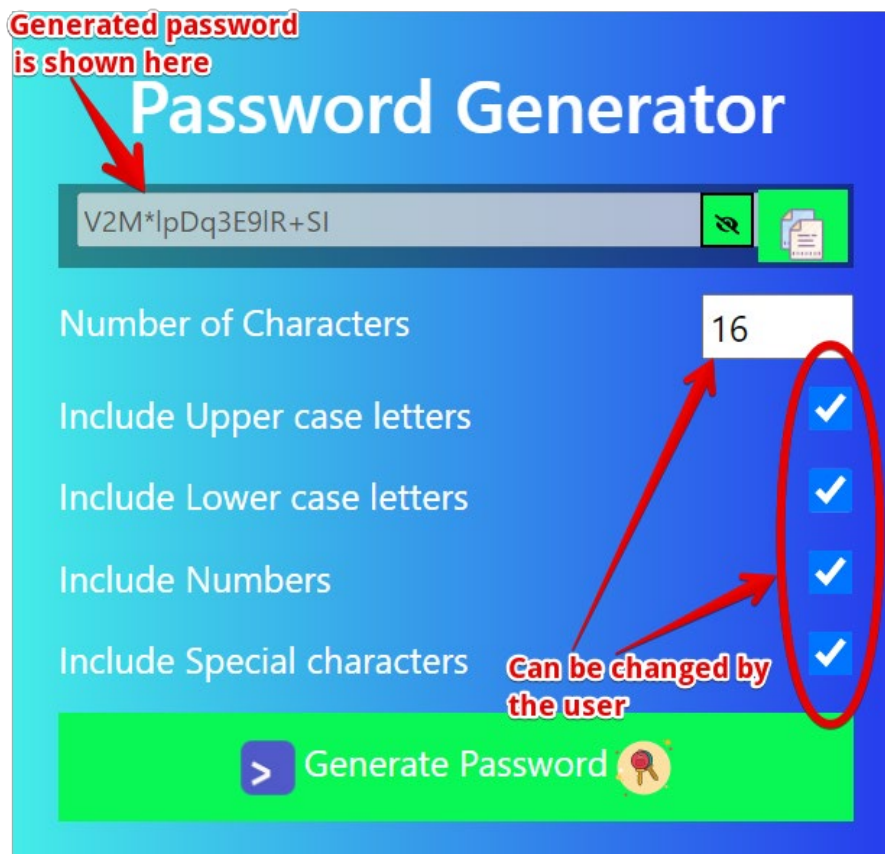 Generated password
is shown here
Password Generator
V2M*lpDq3E9lR+SI
Number of Characters
16
Include Upper case letters
Include Lower case letters
Include Numbers
Include Special characters
Can be changed by
the user
> Generate Password